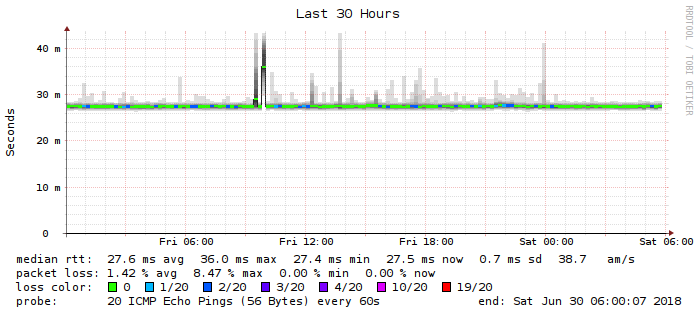 Last 30 Hours
RRDTOOL / TOBI OETIKER
Seconds
40 m
30 m
20 m
10 m
0
Fri 06:00 Fri 12:00 Fri 18:00 Sat 00:00 Sat 06:00
median rtt: 27.6 ms avg 36.0 ms max 27.4 ms min 27.5 ms now 0.7 ms sd 38.7 am/s
packet loss: 1.42 % avg 8.47 % max 0.00 % min 0.00 % now
loss color: 0 1/20 2/20 3/20 4/20 10/20 19/20
probe: 20 ICMP Echo Pings (56 Bytes) every 60s end: Sat Jun 30 06:00:07 2018